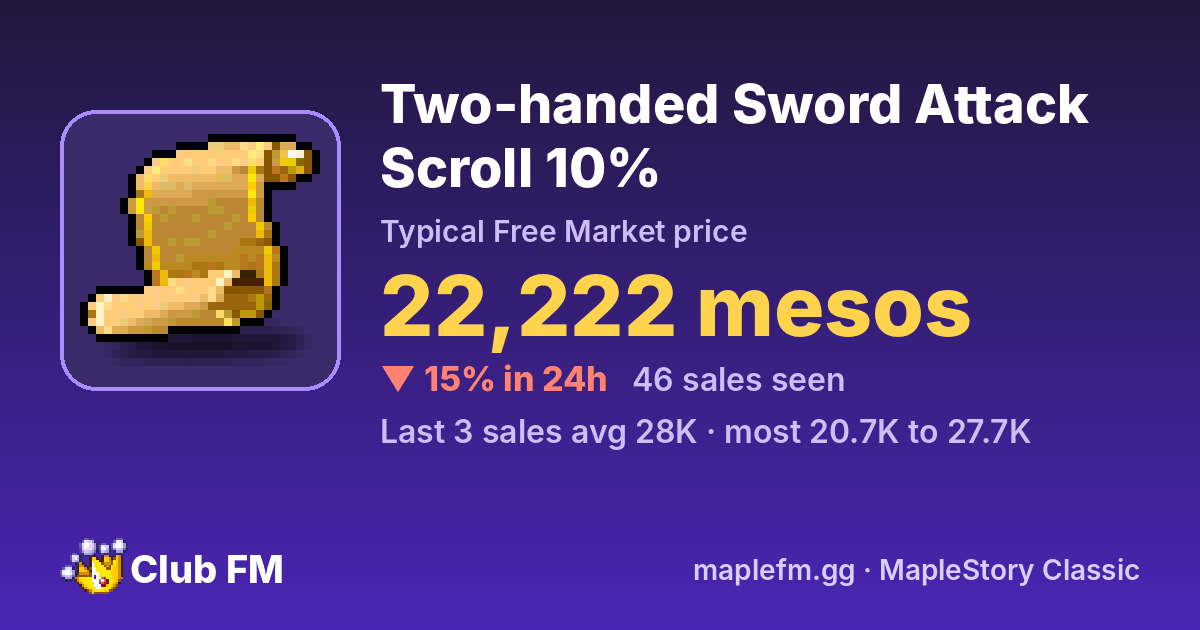 Two-handed Sword Attack
Scroll 10%
Typical Free Market price
22,222 mesos
▼ 15% in 24h 46 sales seen
Last 3 sales avg 28K · most 20.7K to 27.7K
Club FM
maplefm.gg · MapleStory Classic